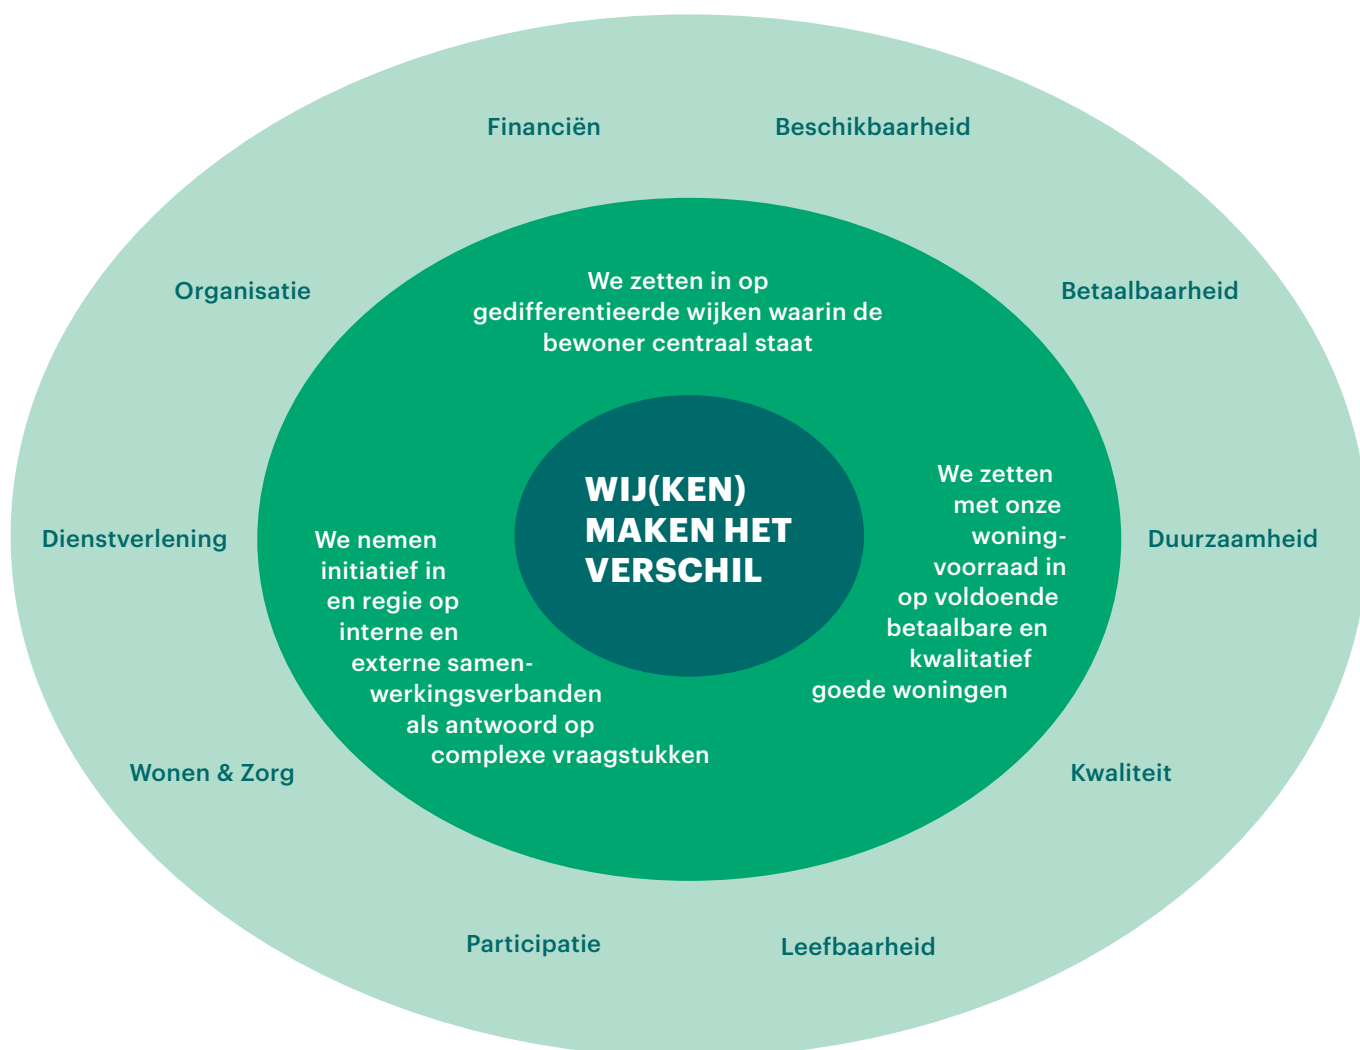 Financiën
Beschikbaarheid
Organisatie
Betaalbaarheid
We zetten in op
gedifferentieerde wijken waarin de
bewoner centraal staat
WIJ(KEN)
MAKEN HET
VERSCHIL
We zetten
met onze
woning-
voorraad in
op voldoende
betaalbare en
kwalitatief
goede woningen
Dienstverlening
We nemen
initiatief in
en regie op
interne en
externe samen-
werkingsverbanden
als antwoord op
complexe vraagstukken
Duurzaamheid
Wonen & Zorg
Kwaliteit
Participatie
Leefbaarheid